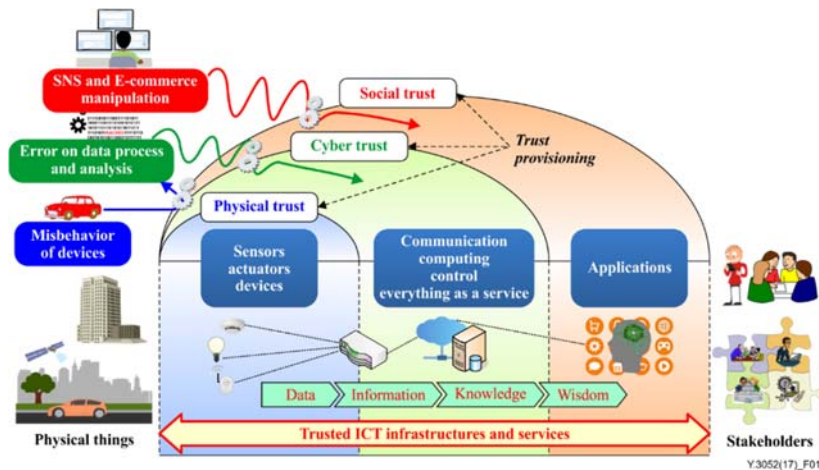 SNS and E-commerce
manipulation
Social trust
Error on data process
and analysis
Cyber trust
Trust
provisioning
Physical trust
Misbehavior
of devices
Sensors
actuators
devices
Communication
computing
control
everything as a service
Applications
Data
Information
Knowledge
Wisdom
Physical things
Trusted ICT infrastructures and services
Stakeholders
Y.3052(17)_F01